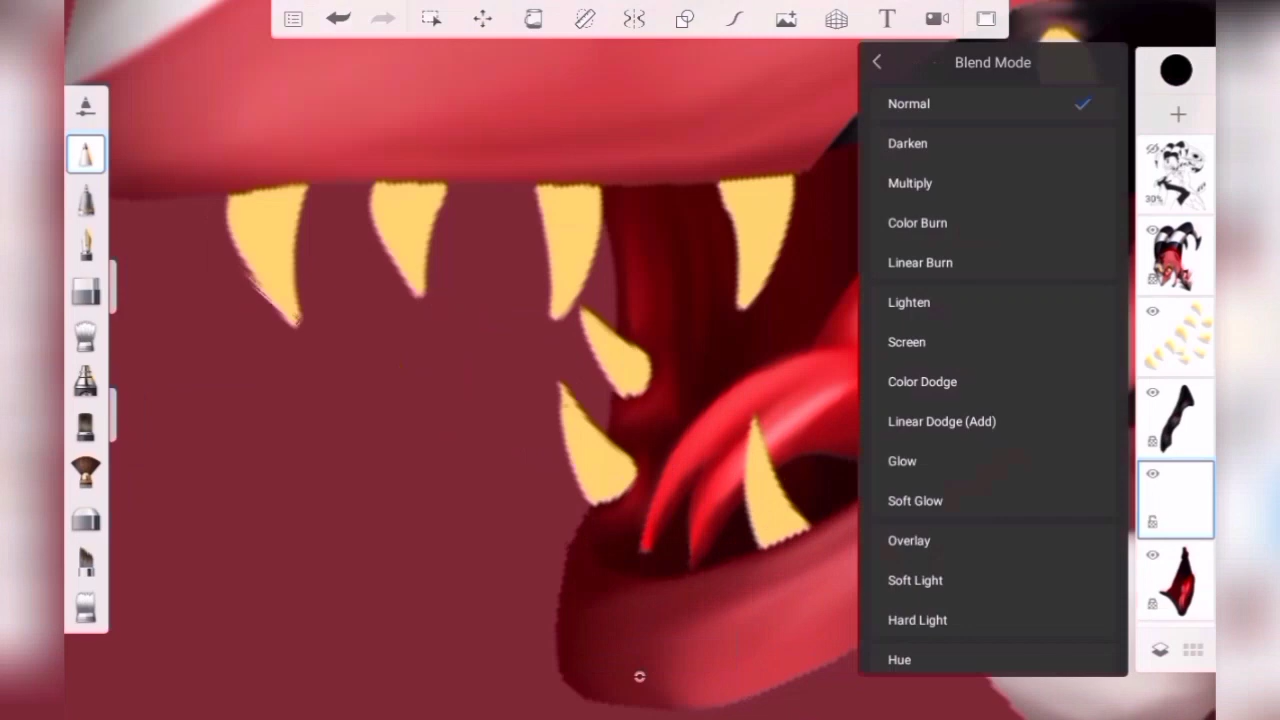 T
Blend Mode
Normal
Darken
Multiply
Color Burn
Linear Burn
Lighten
Screen
Color Dodge
Linear Dodge (Add)
Glow
Soft Glow
Overlay
Soft Light
Hard Light
Hue
30%